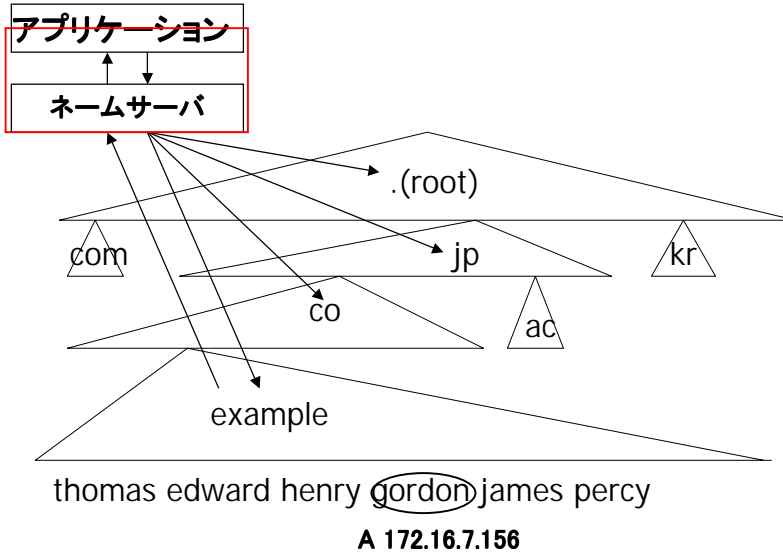 アプリケーション
ネームサーバ
.(root)
com
jp
kr
co
ac
example
thomas edward henry gordon james percy
A 172.16.7.156